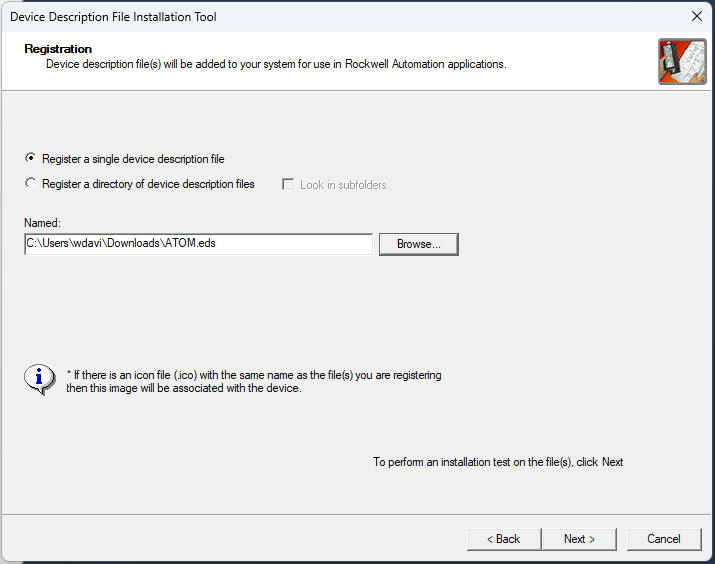 Device Description File Installation Tool
Registration
Device description file(s) will be added to your system for use in Rockwell Automation applications.
Register a single device description file
Register a directory of device description files
Look in subfolders
Named:
C:\Users\wdavi\Downloads\ATOM.eds
Browse...
* If there is an icon file (.ico) with the same name as the file(s) you are registering
then this image will be associated with the device.
To perform an installation test on the file(s), click Next
< Back
Next >
Cancel